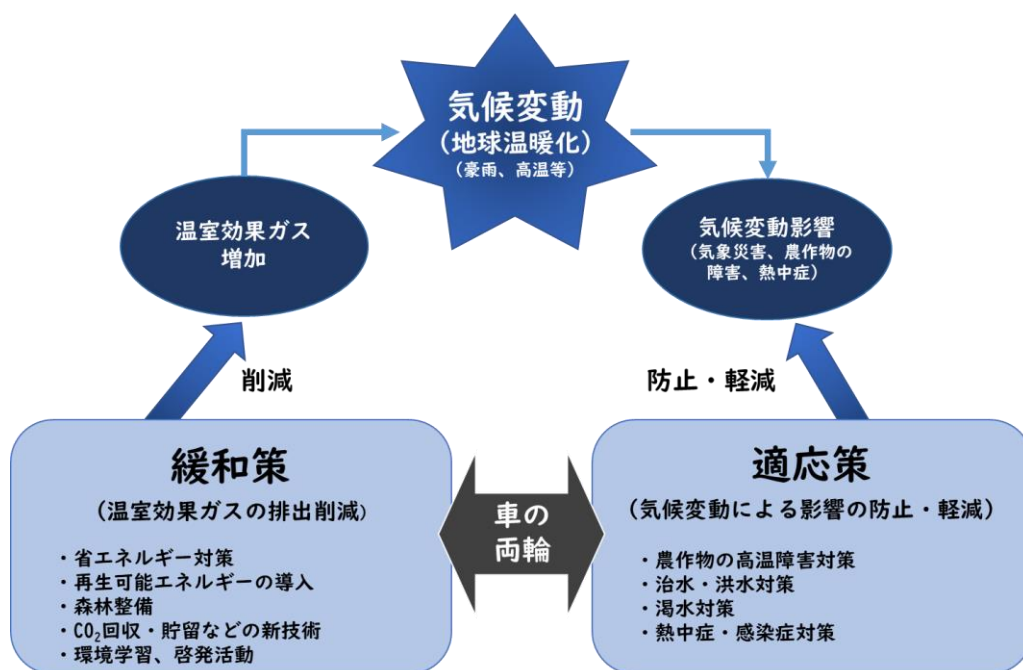 気候変動
(地球温暖化)
(豪雨、高温等)
温室効果ガス
増加
気候変動影響
(気象災害、農作物の
障害、熱中症)
削減
防止・軽減
緩和策
(温室効果ガスの排出削減)
・省エネルギー対策
・再生可能エネルギーの導入
・森林整備
・CO₂回収・貯留などの新技術
・環境学習、啓発活動
車の
両輪
適応策
(気候変動による影響の防止・軽減)
・農作物の高温障害対策
・治水・洪水対策
・渇水対策
・熱中症・感染症対策